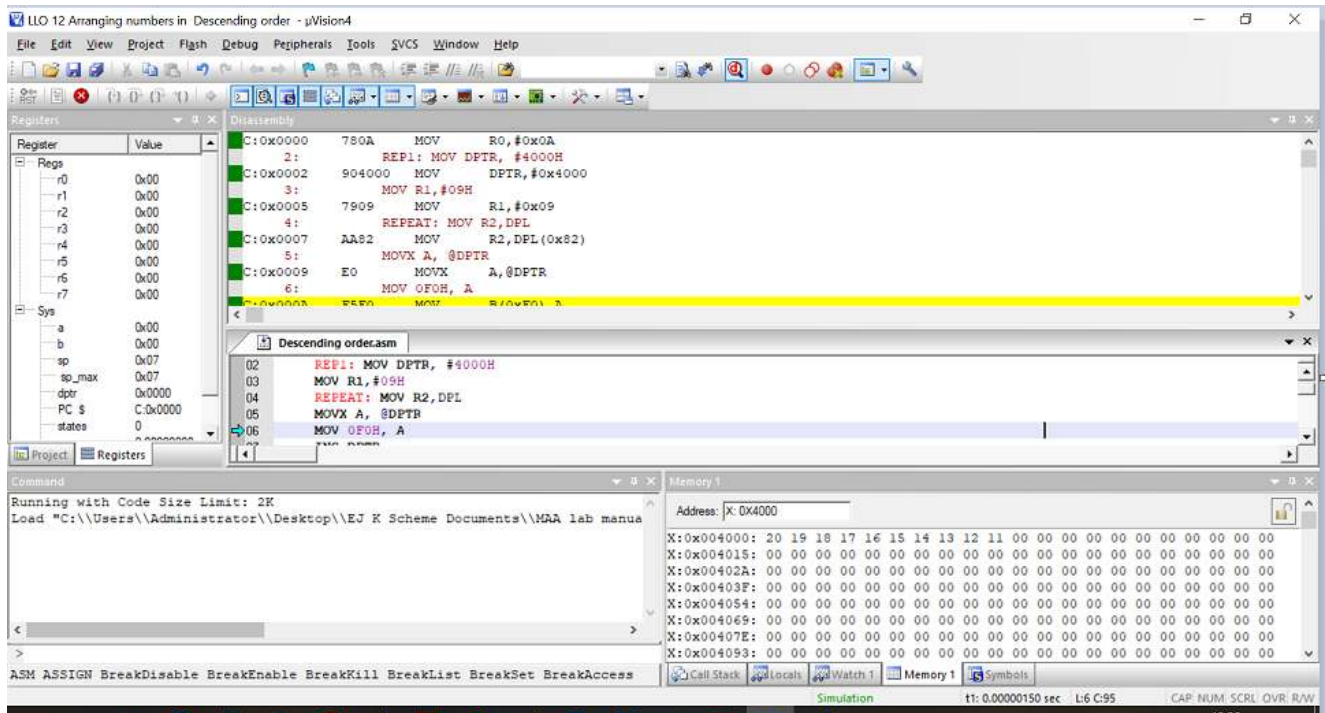 LLO 12 Arranging numbers in Descending order - µVision4
File Edit View Project Flash Debug Peripherals Tools SVCS Window Help
Registers
Register Value
Regs
r0 0x00
r1 0x00
r2 0x00
r3 0x00
r4 0x00
r5 0x00
r6 0x00
r7 0x00
Sys
a 0x00
b 0x00
sp 0x07
sp_max 0x07
dptr 0x0000
PC $ C:0x0000
states 0
Project Registers
Disassembly
C:0x0000 780A MOV R0,#0x0A
2: REP1: MOV DPTR, #4000H
C:0x0002 904000 MOV DPTR,#0x4000
3: MOV R1,#09H
C:0x0005 7909 MOV R1,#0x09
4: REPEAT: MOV R2,DPL
C:0x0007 AA82 MOV R2,DPL(0x82)
5: MOVX A, @DPTR
C:0x0009 E0 MOVX A,@DPTR
6: MOV 0F0H, A
C:0x000A F5F0 MOV B(0xF0),A
Descending order.asm
02 REP1: MOV DPTR, #4000H
03 MOV R1,#09H
04 REPEAT: MOV R2,DPL
05 MOVX A, @DPTR
06 MOV 0F0H, A
07 INC DPTR
Command
Running with Code Size Limit: 2K
Load "C:\\Users\\Administrator\\Desktop\\EJ K Scheme Documents\\MAA lab manua
>
ASM ASSIGN BreakDisable BreakEnable BreakKill BreakList BreakSet BreakAccess
Memory 1
Address: X: 0X4000
X:0x004000: 20 19 18 17 16 15 14 13 12 11 00 00 00 00 00 00 00 00 00 00 00
X:0x004015: 00 00 00 00 00 00 00 00 00 00 00 00 00 00 00 00 00 00 00 00 00
X:0x00402A: 00 00 00 00 00 00 00 00 00 00 00 00 00 00 00 00 00 00 00 00 00
X:0x00403F: 00 00 00 00 00 00 00 00 00 00 00 00 00 00 00 00 00 00 00 00 00
X:0x004054: 00 00 00 00 00 00 00 00 00 00 00 00 00 00 00 00 00 00 00 00 00
X:0x004069: 00 00 00 00 00 00 00 00 00 00 00 00 00 00 00 00 00 00 00 00 00
X:0x00407E: 00 00 00 00 00 00 00 00 00 00 00 00 00 00 00 00 00 00 00 00 00
X:0x004093: 00 00 00 00 00 00 00 00 00 00 00 00 00 00 00 00 00 00 00 00 00
Call Stack Locals Watch 1 Memory 1 Symbols
Simulation t1: 0.00000150 sec L:6 C:95 CAP NUM SCRL OVR R/W